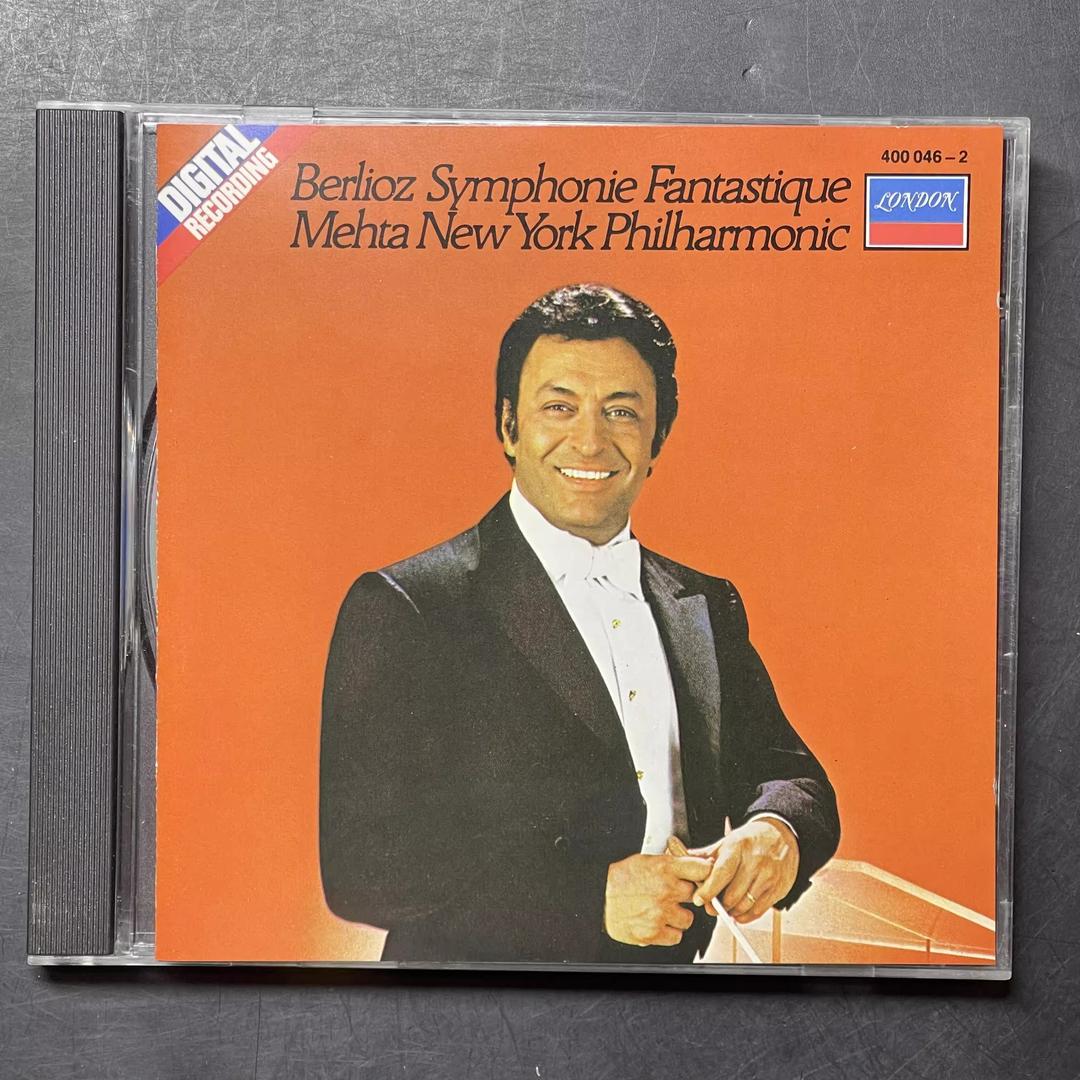 DIGITAL
RECORDING
Berlioz Symphonie Fantastique
Mehta New York Philharmonic
400 046-2
LONDON